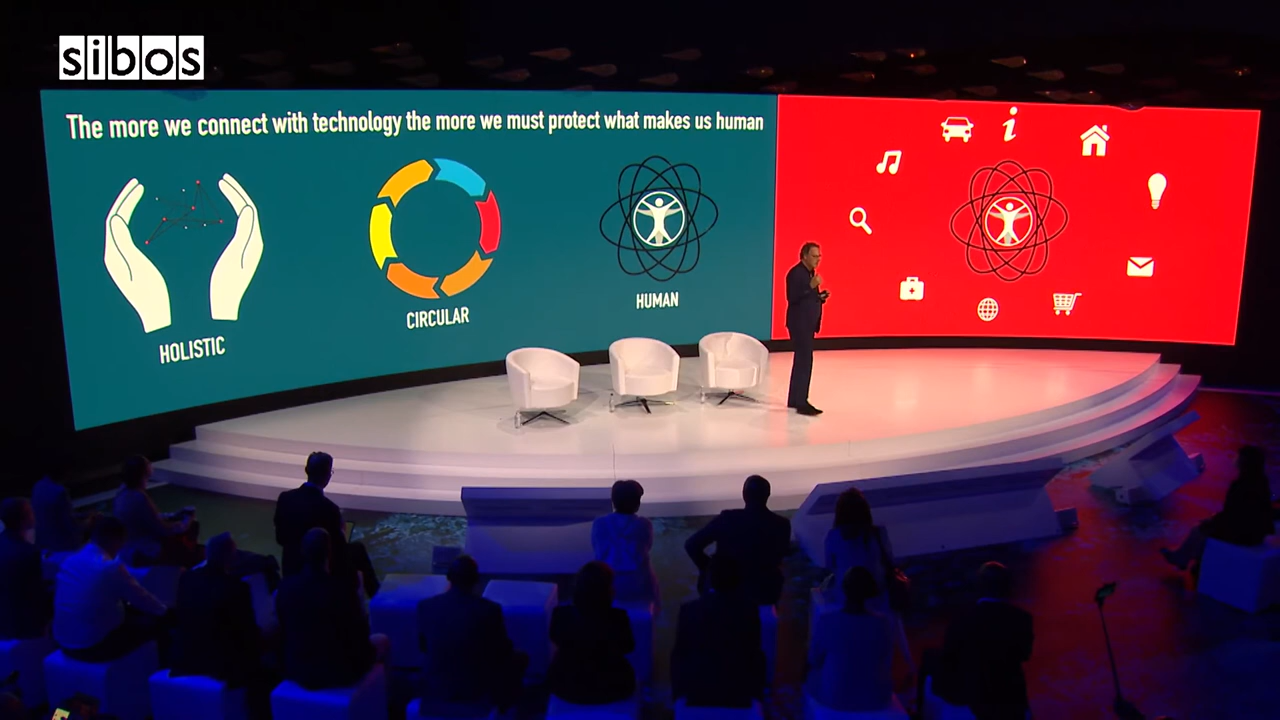 sibos
The more we connect with technology the more we must protect what makes us human
i
HOLISTIC
CIRCULAR
HUMAN